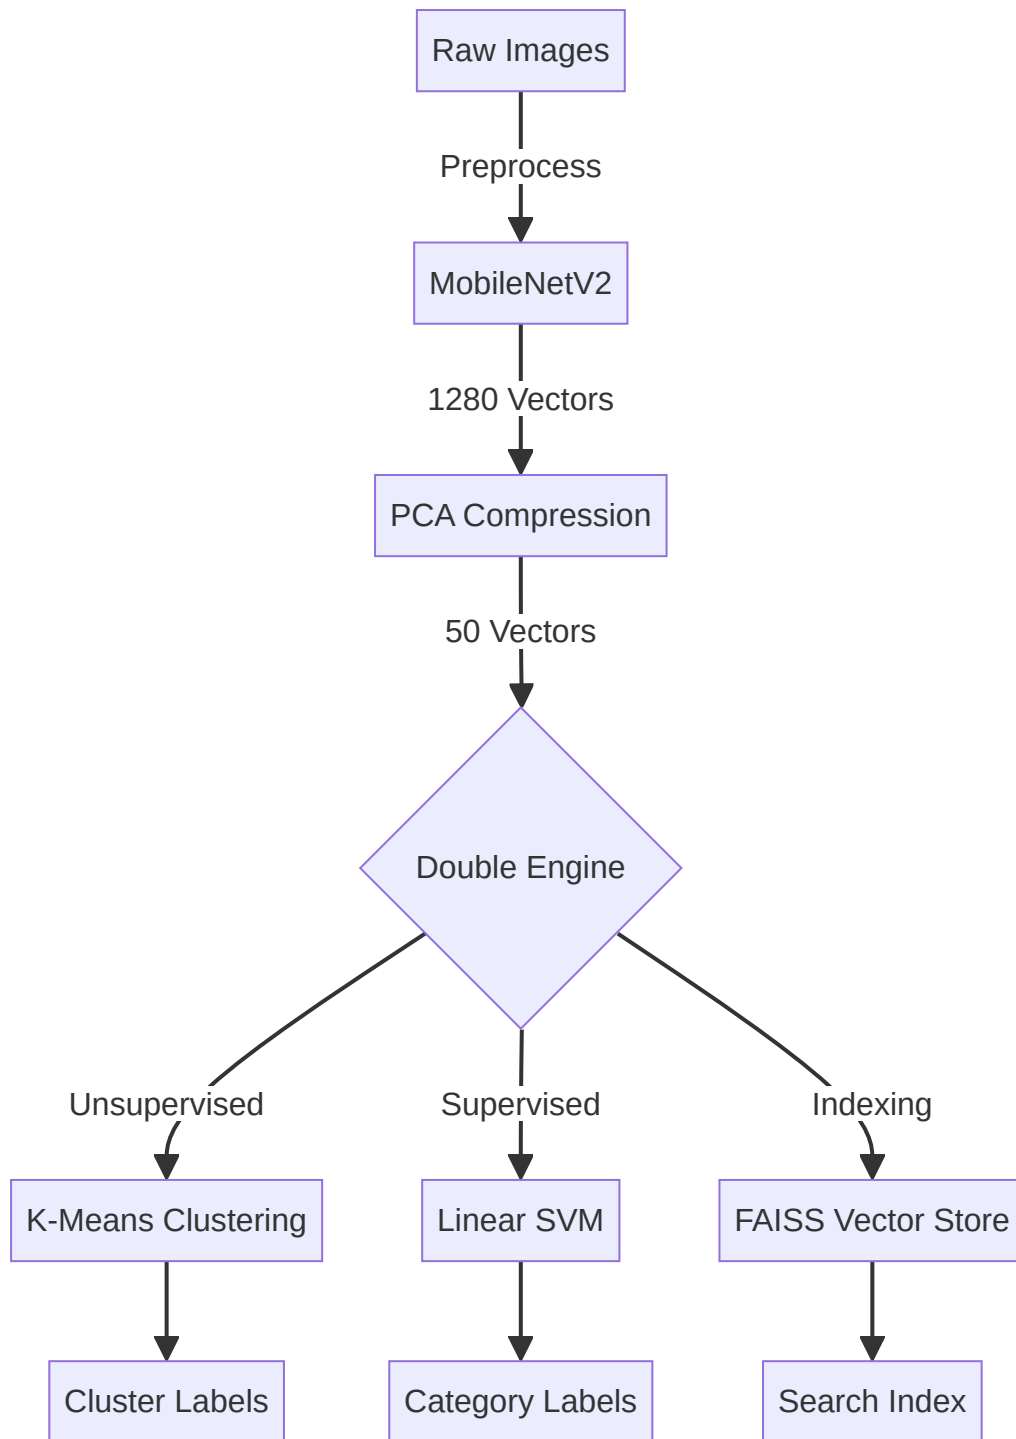 Raw Images
Preprocess
MobileNetV2
1280 Vectors
PCA Compression
50 Vectors
Double Engine
Unsupervised
Supervised
Indexing
K-Means Clustering
Linear SVM
FAISS Vector Store
Cluster Labels
Category Labels
Search Index